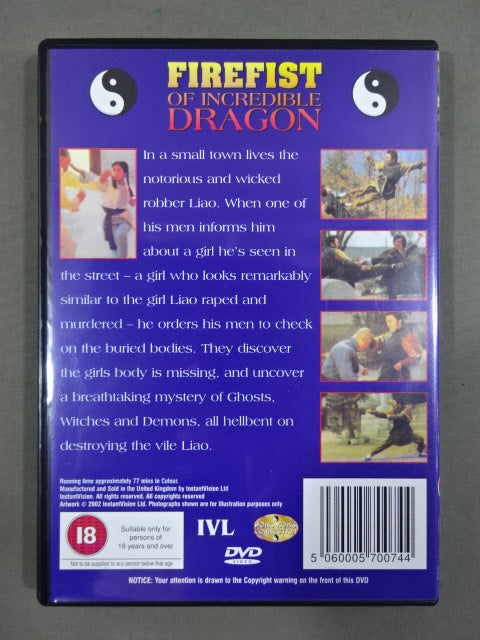 FIREFIST
OF INCREDIBLE
DRAGON
In a small town lives the
notorious and wicked
robber Liao. When one of
his men informs him
about a girl he's seen in
the street – a girl who looks remarkably
similar to the girl Liao raped and
murdered – he orders his men to check
on the buried bodies. They discover
the girls body is missing, and uncover
a breathtaking mystery of Ghosts,
Witches and Demons, all hellbent on
destroying the vile Liao.
Running time approximately 77 mins in Colour.
Manufactured and Sold in the United Kingdom by InstantVision Ltd
InstantVision. All rights reserved. All copyrights reserved
Artwork © 2002 InstantVision Ltd. Photographs shown are for illustration purposes only
18
Suitable only for
persons of
18 years and over
Not to be supplied to any person below that age
IVL
HONG KONG
CONNECTION
DVD
VIDEO
5 060005 700744
NOTICE: Your attention is drawn to the Copyright warning on the front of this DVD